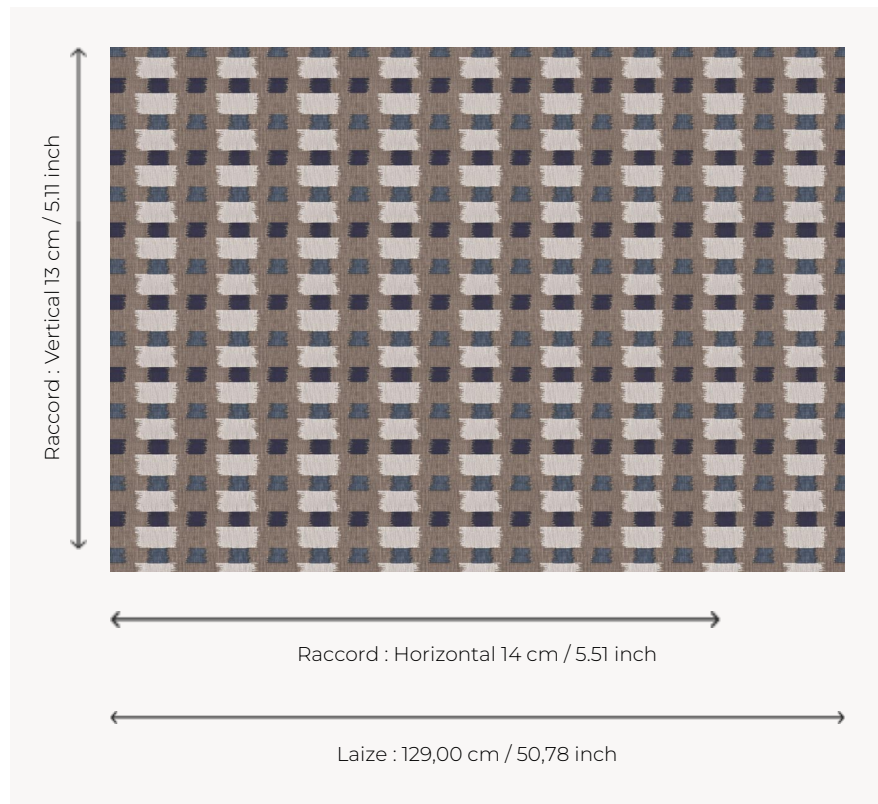 Raccord : Vertical 13 cm / 5.11 inch
Raccord : Horizontal 14 cm / 5.51 inch
Laize : 129,00 cm / 50,78 inch